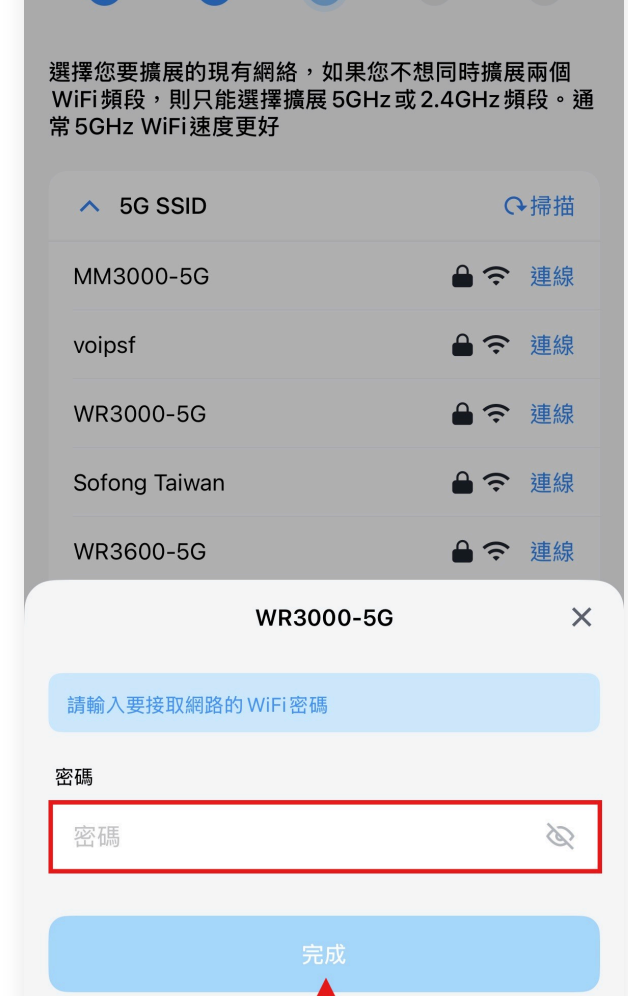 選擇您要擴展的現有網絡，如果您不想同時擴展兩個
WiFi頻段，則只能選擇擴展5GHz或2.4GHz頻段。通
常5GHz WiFi速度更好
5G SSID 掃描
MM3000-5G 連線
voipsf 連線
WR3000-5G 連線
Sofong Taiwan 連線
WR3600-5G 連線
WR3000-5G
請輸入要接取網路的WiFi密碼
密碼
密碼
完成